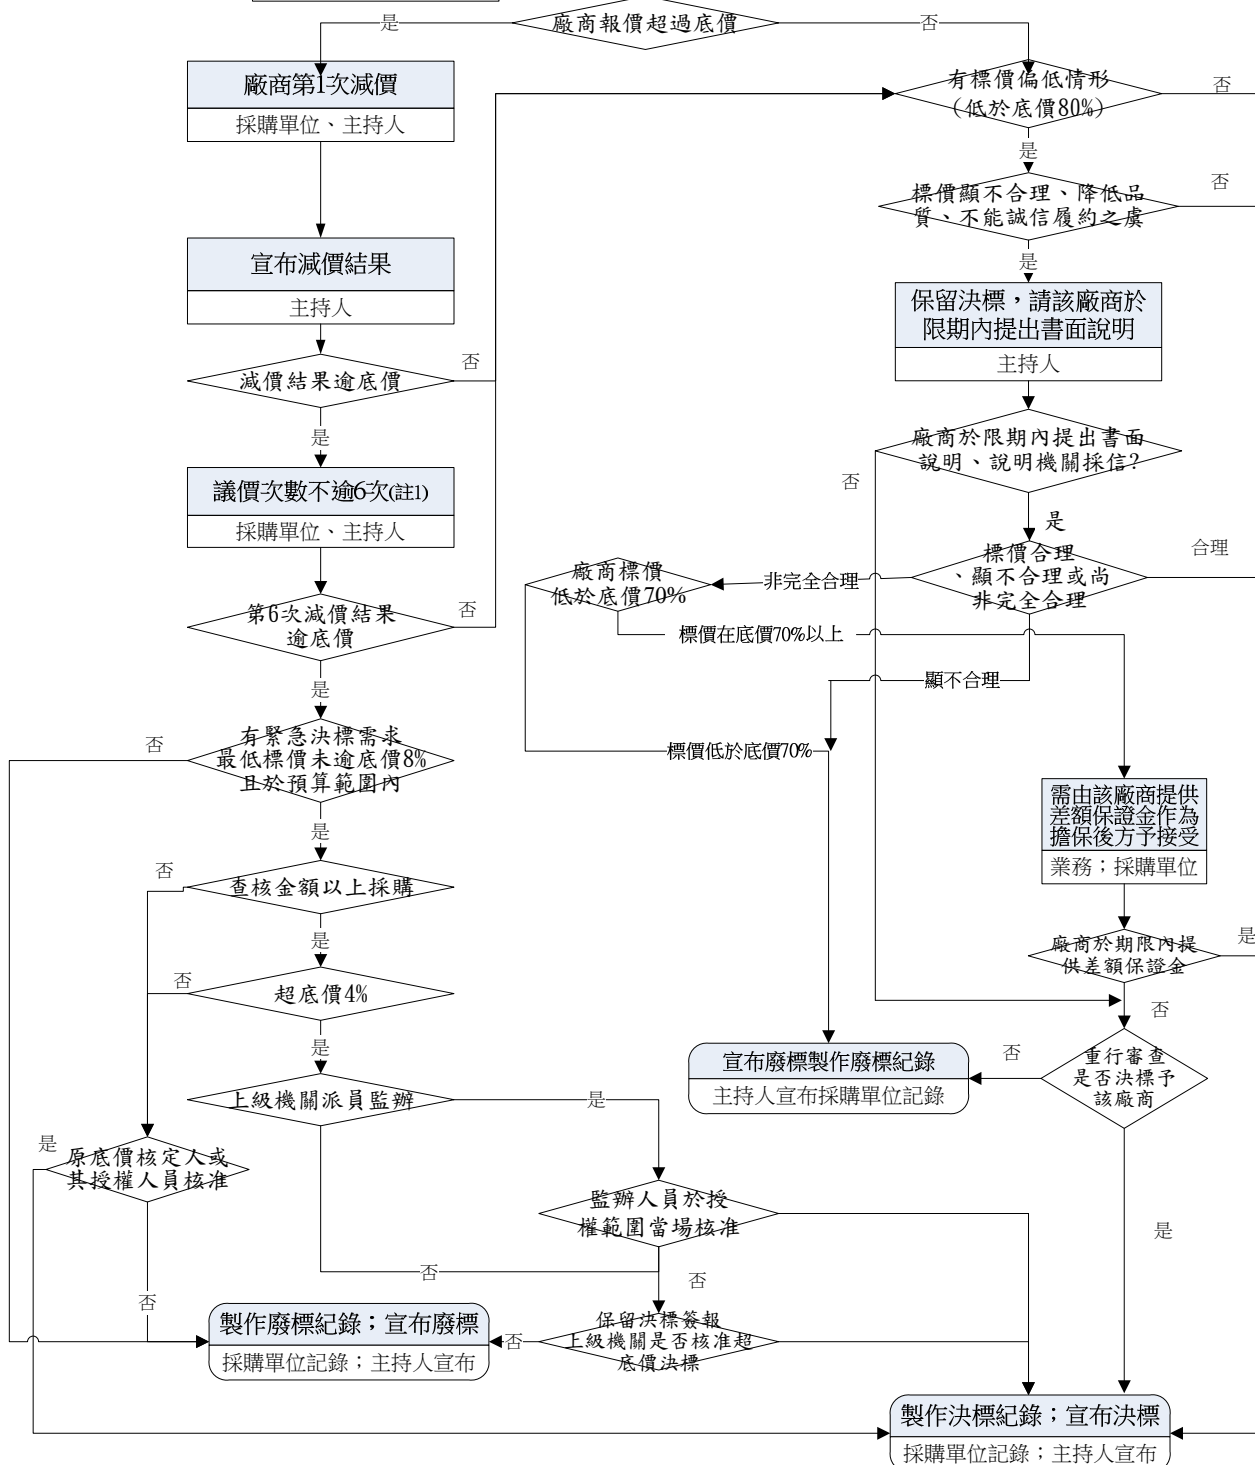 廠商報價超過底價
是
否
廠商第1次減價
採購單位、主持人
有標價偏低情形
(低於底價80%)
否
是
標價顯不合理、降低品
質、不能誠信履約之虞
否
是
宣布減價結果
主持人
保留決標，請該廠商於
限期內提出書面說明
主持人
減價結果逾底價
否
是
廠商於限期內提出書面
說明、說明機關採信?
否
是
議價次數不逾6次(註1)
採購單位、主持人
標價合理
、顯不合理或尚
非完全合理
合理
非完全合理
廠商標價
低於底價70%
第6次減價結果
逾底價
否
是
標價在底價70%以上
顯不合理
標價低於底價70%
有緊急決標需求
最低標價未逾底價8%
且於預算範圍內
否
是
需由該廠商提供
差額保證金作為
擔保後方予接受
業務；採購單位
查核金額以上採購
否
是
廠商於期限內提
供差額保證金
是
否
超底價4%
否
是
重行審查
是否決標予
該廠商
否
是
宣布廢標製作廢標紀錄
主持人宣布採購單位記錄
上級機關派員監辦
是
否
原底價核定人或
其授權人員核准
是
否
監辦人員於授
權範圍當場核准
否
保留決標簽報
上級機關是否核准超
底價決標
否
製作廢標紀錄；宣布廢標
採購單位記錄；主持人宣布
製作決標紀錄；宣布決標
採購單位記錄；主持人宣布